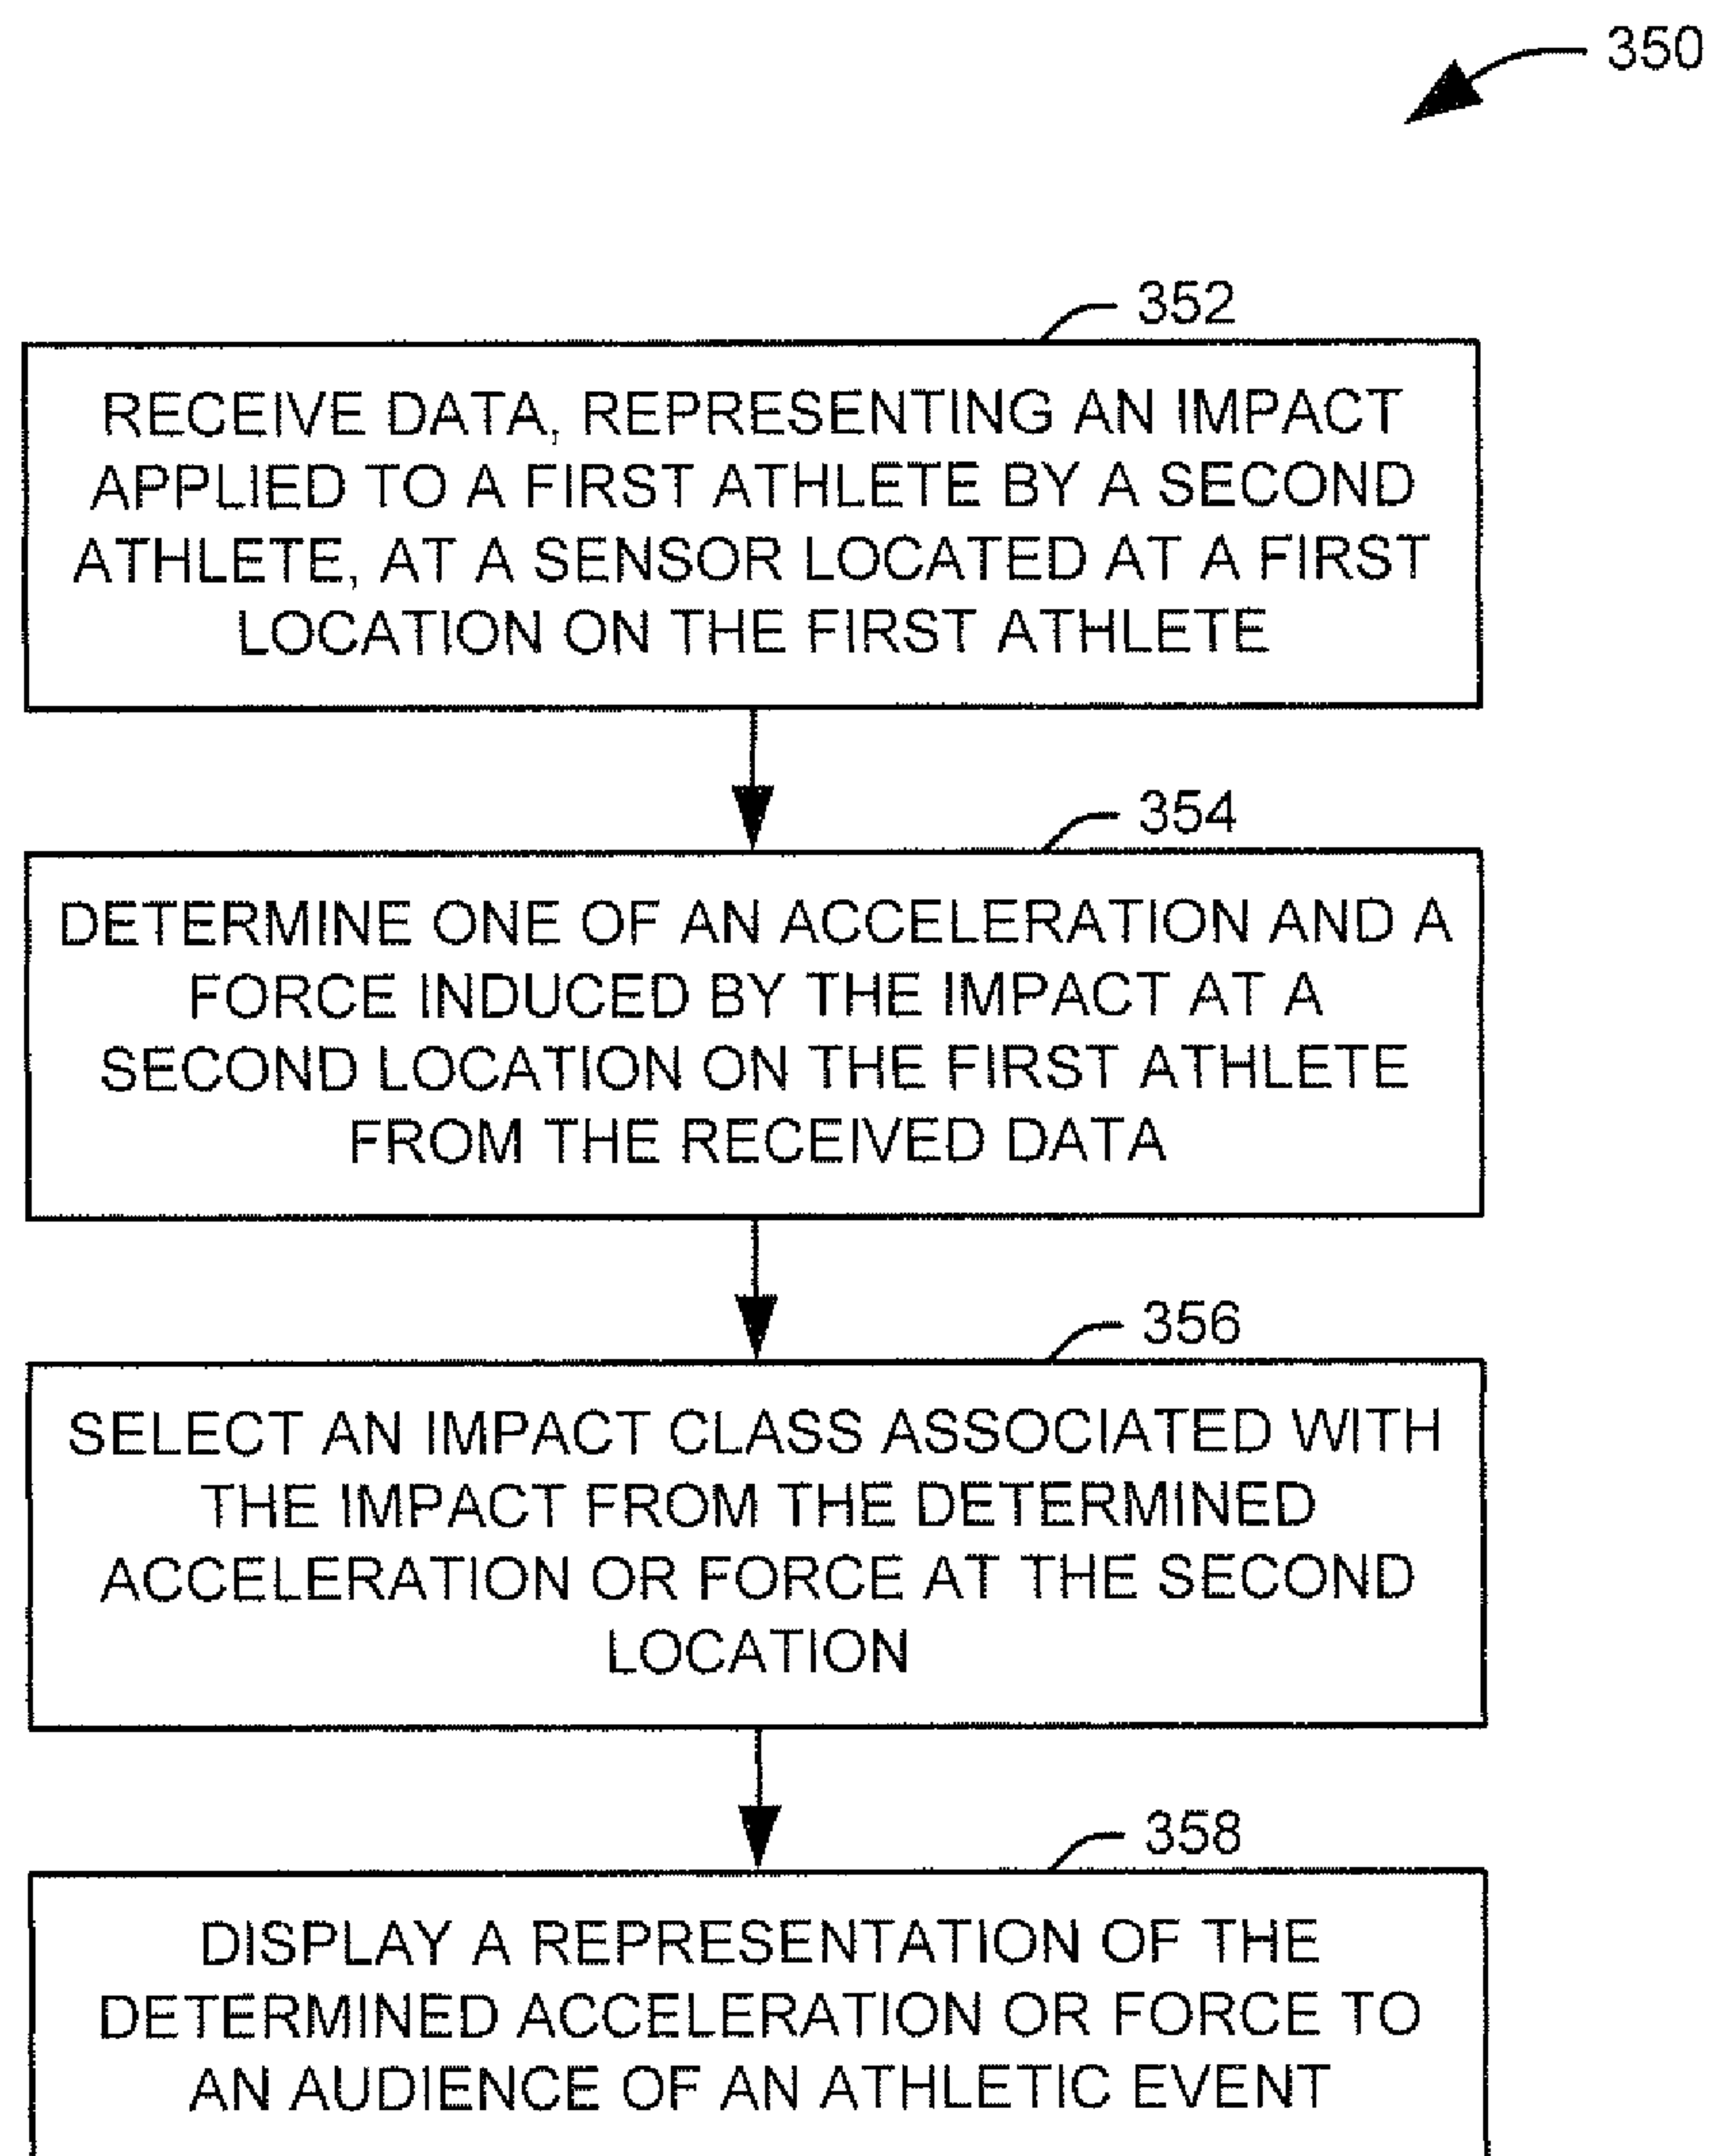 350
352
RECEIVE DATA, REPRESENTING AN IMPACT
APPLIED TO A FIRST ATHLETE BY A SECOND
ATHLETE, AT A SENSOR LOCATED AT A FIRST
LOCATION ON THE FIRST ATHLETE
354
DETERMINE ONE OF AN ACCELERATION AND A
FORCE INDUCED BY THE IMPACT AT A
SECOND LOCATION ON THE FIRST ATHLETE
FROM THE RECEIVED DATA
356
SELECT AN IMPACT CLASS ASSOCIATED WITH
THE IMPACT FROM THE DETERMINED
ACCELERATION OR FORCE AT THE SECOND
LOCATION
358
DISPLAY A REPRESENTATION OF THE
DETERMINED ACCELERATION OR FORCE TO
AN AUDIENCE OF AN ATHLETIC EVENT